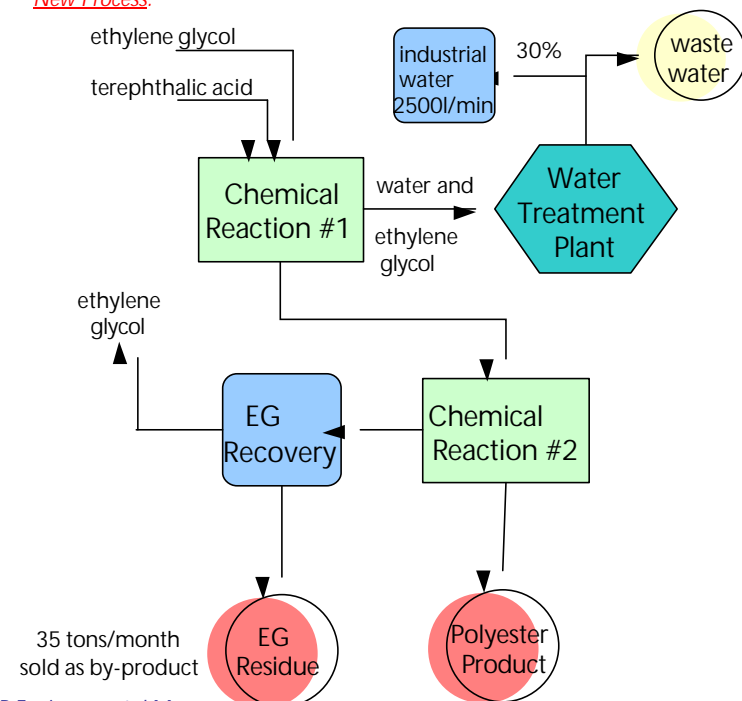 New Process:
ethylene glycol
terephthalic acid
industrial
water
2500l/min
30%
waste
water
Chemical
Reaction #1
water and
ethylene
glycol
Water
Treatment
Plant
ethylene
glycol
EG
Recovery
Chemical
Reaction #2
35 tons/month
sold as by-product
EG
Residue
Polyester
Product